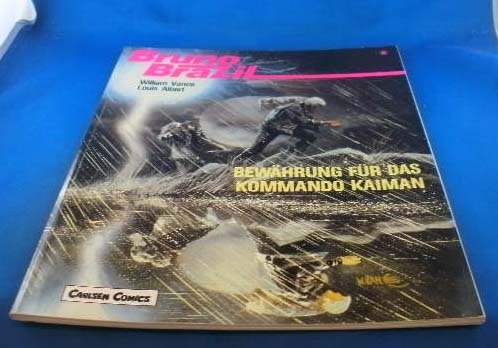 Bruno
Brazil
William Vance
Louis Albert
BEWÄHRUNG FÜR DAS
KOMMANDO KAIMAN
CARLSEN COMICS